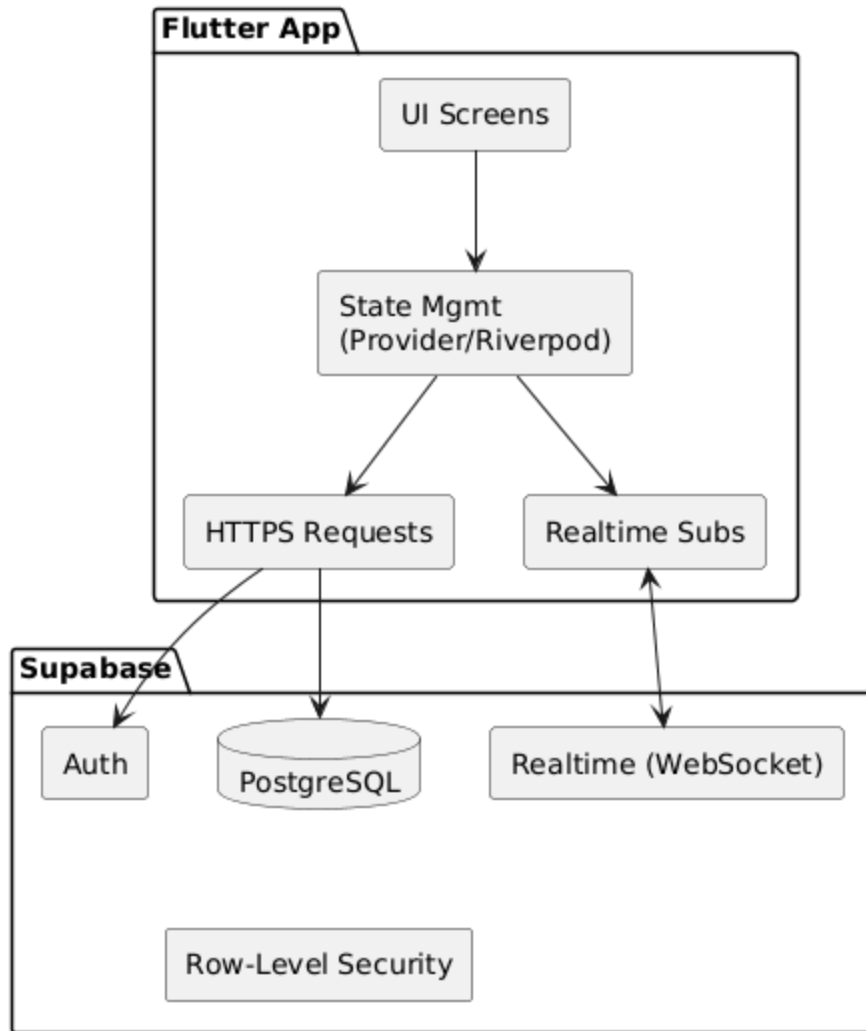 Flutter App
UI Screens
State Mgmt
(Provider/Riverpod)
HTTPS Requests
Realtime Subs
Supabase
Auth
PostgreSQL
Realtime (WebSocket)
Row-Level Security